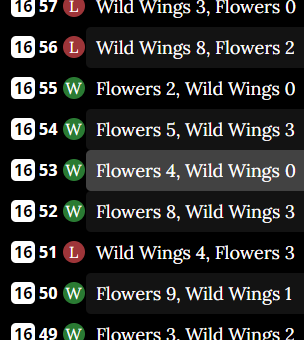 16 57 L Wild Wings 3, Flowers 0
16 56 L Wild Wings 8, Flowers 2
16 55 W Flowers 2, Wild Wings 0
16 54 W Flowers 5, Wild Wings 3
16 53 W Flowers 4, Wild Wings 0
16 52 W Flowers 8, Wild Wings 3
16 51 L Wild Wings 4, Flowers 3
16 50 W Flowers 9, Wild Wings 1
16 49 W Flowers 3, Wild Wings 2